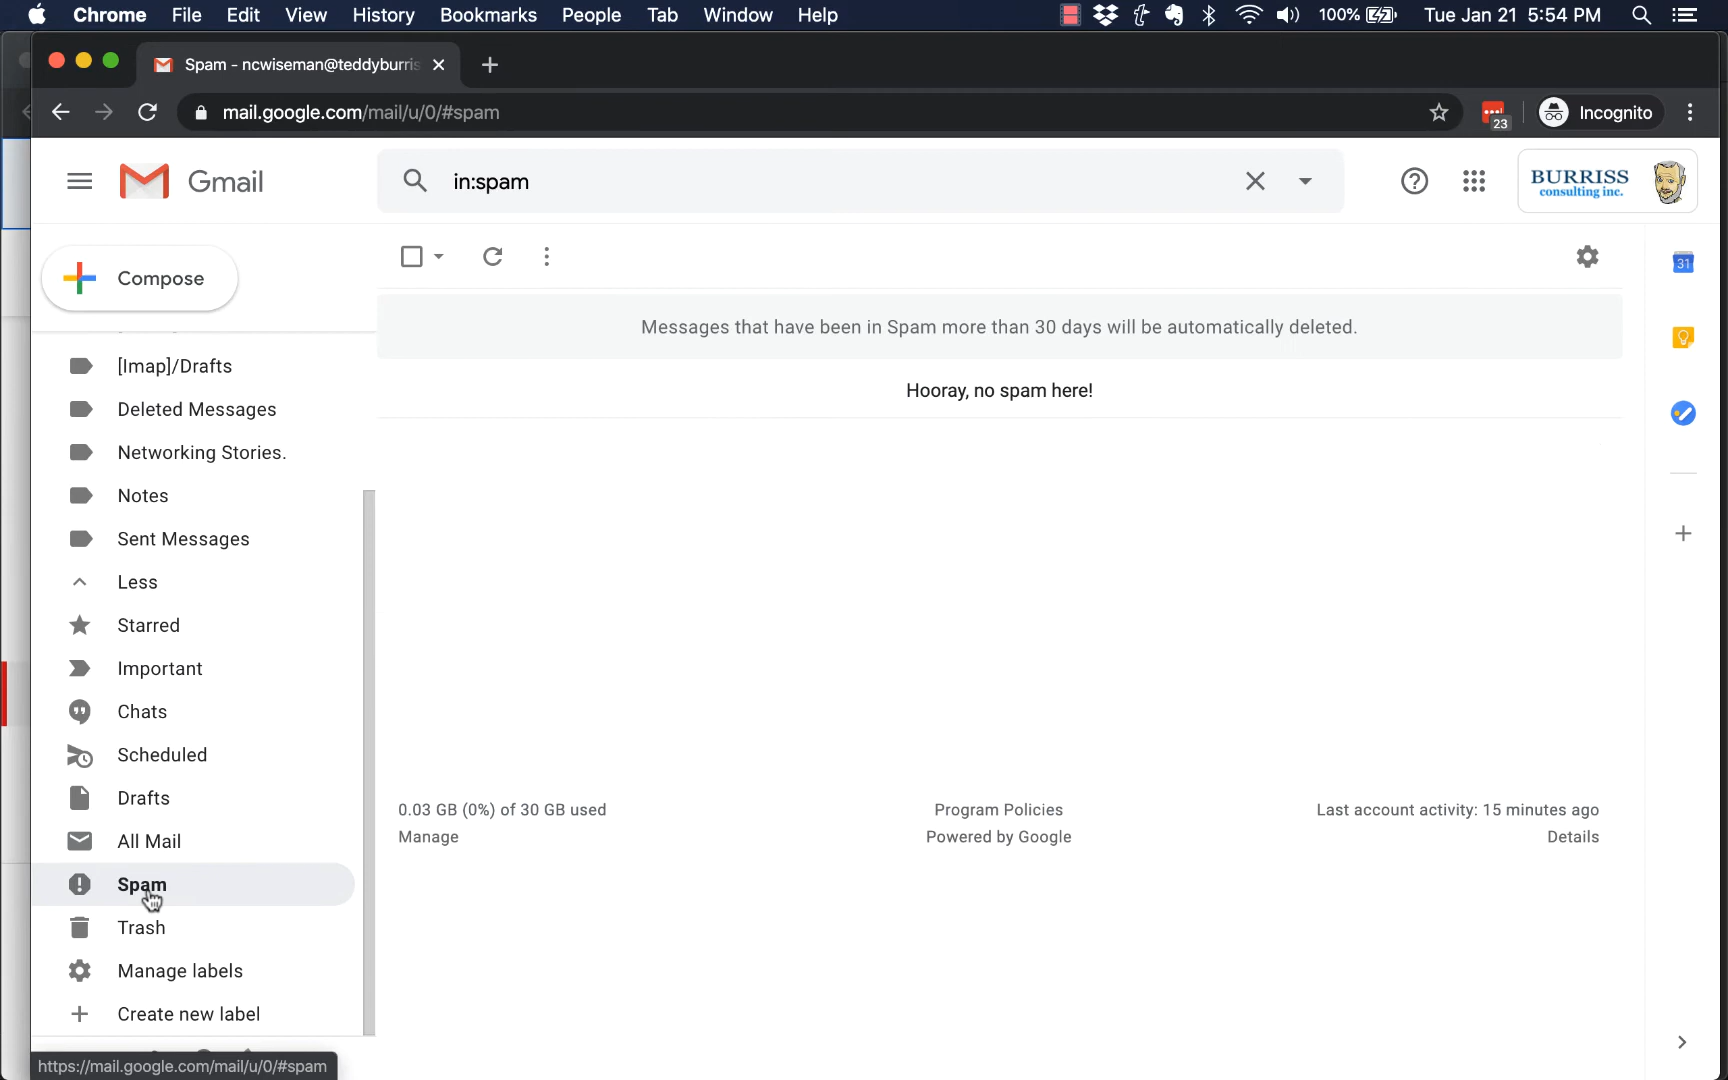 Chrome File Edit View History Bookmarks People Tab Window Help 100% Tue Jan 21 5:54 PM
Spam - ncwiseman@teddyburris
mail.google.com/mail/u/0/#spam 23 Incognito
Gmail in:spam BURRISS
consulting inc.
Compose
31
Messages that have been in Spam more than 30 days will be automatically deleted.
[Imap]/Drafts
Hooray, no spam here!
Deleted Messages
Networking Stories.
Notes
Sent Messages
Less
Starred
Important
Chats
Scheduled
Drafts
0.03 GB (0%) of 30 GB used Program Policies Last account activity: 15 minutes ago
Manage Powered by Google Details
All Mail
Spam
Trash
Manage labels
Create new label
https://mail.google.com/mail/u/0/#spam